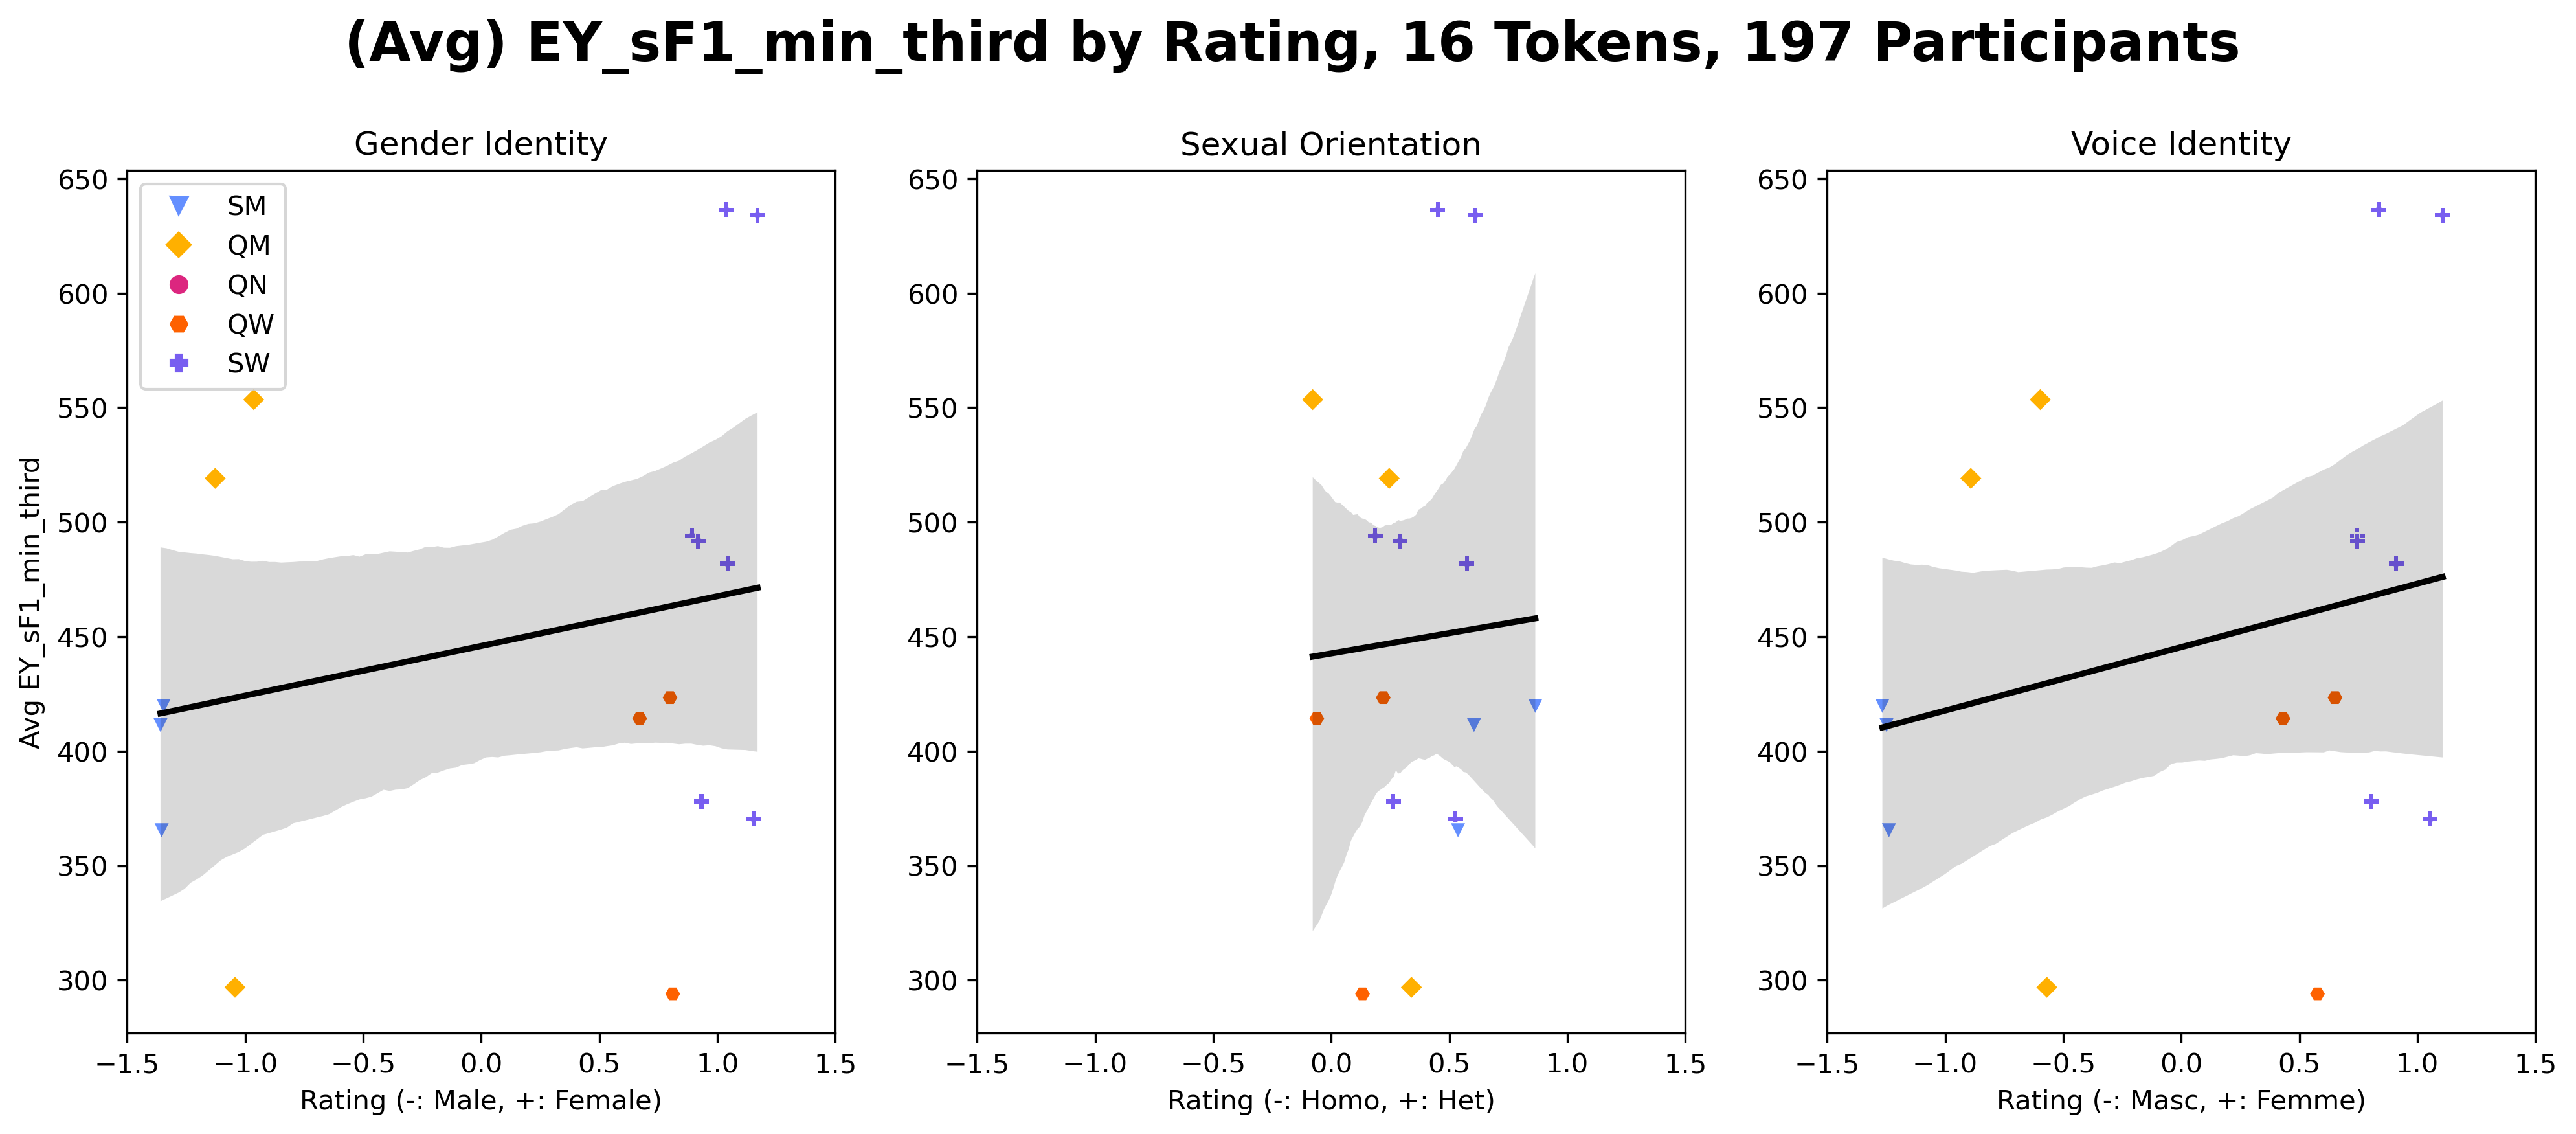 (Avg) EY_sF1_min_third by Rating, 16 Tokens, 197 Participants
Gender Identity
Avg EY_sF1_min_third
650
600
550
500
450
400
350
300
SM
QM
QN
QW
SW
−1.5 −1.0 −0.5 0.0 0.5 1.0 1.5
Rating (-: Male, +: Female)
Sexual Orientation
650
600
550
500
450
400
350
300
−1.5 −1.0 −0.5 0.0 0.5 1.0 1.5
Rating (-: Homo, +: Het)
Voice Identity
650
600
550
500
450
400
350
300
−1.5 −1.0 −0.5 0.0 0.5 1.0 1.5
Rating (-: Masc, +: Femme)